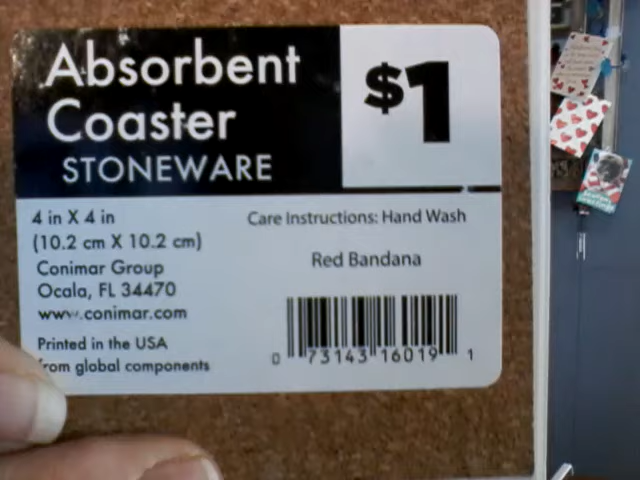 Absorbent
Coaster
STONEWARE
$1
4 in X 4 in
(10.2 cm X 10.2 cm)
Conimar Group
Ocala, FL 34470
www.conimar.com
Printed in the USA
from global components
Care Instructions: Hand Wash
Red Bandana
0 73143 16019 1